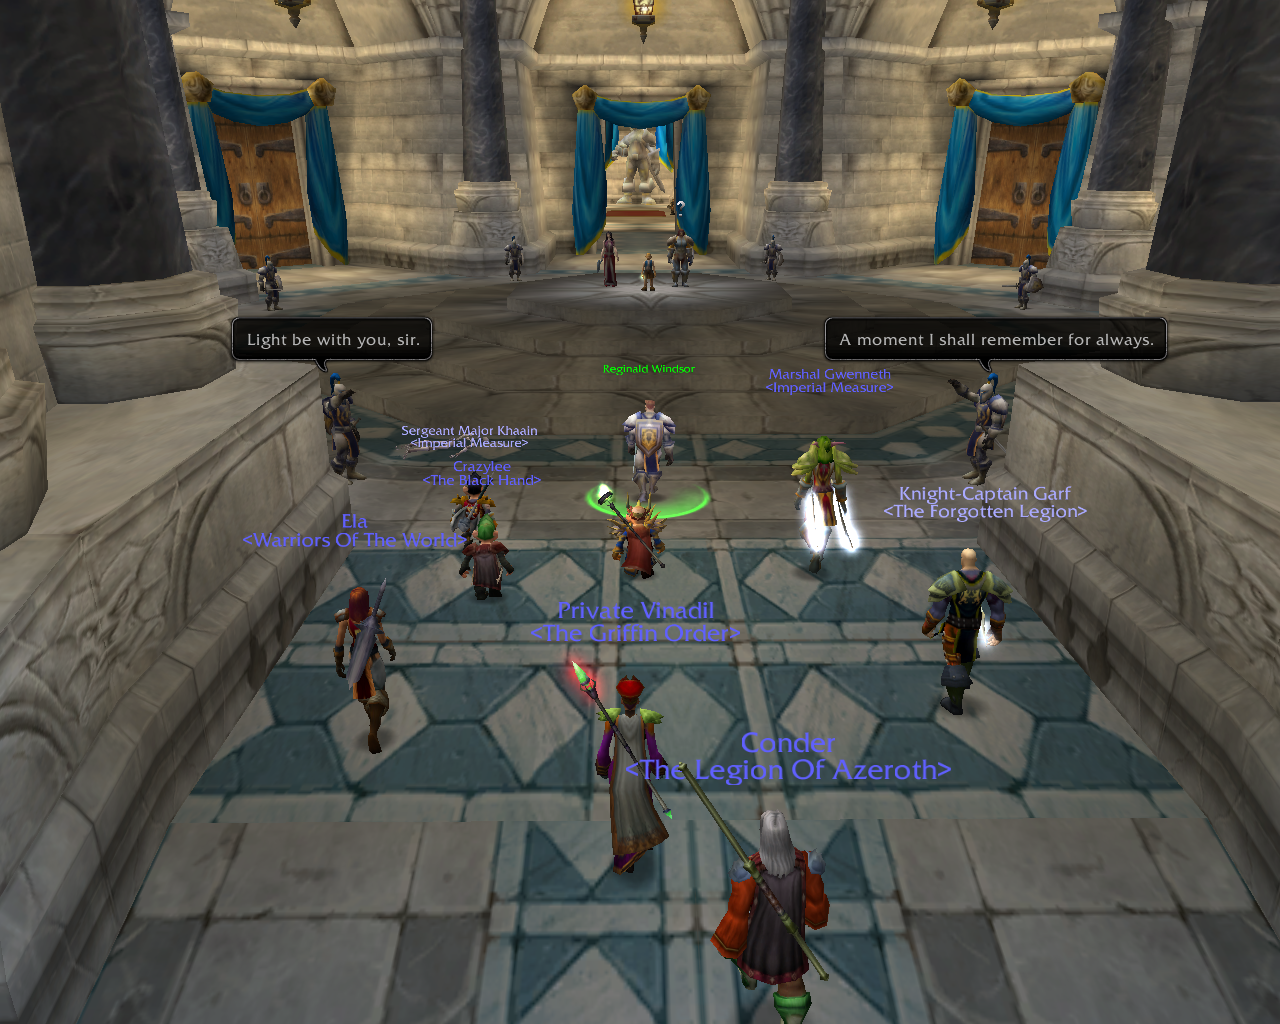 Light be with you, sir.
A moment I shall remember for always.
Reginald Windsor
Marshal Gwenneth
<Imperial Measure>
Sergeant Major Khaain
<Imperial Measure>
Crazylee
<The Black Hand>
Knight-Captain Garf
<The Forgotten Legion>
Ela
<Warriors Of The World>
Private Vinadil
<The Griffin Order>
Conder
<The Legion Of Azeroth>